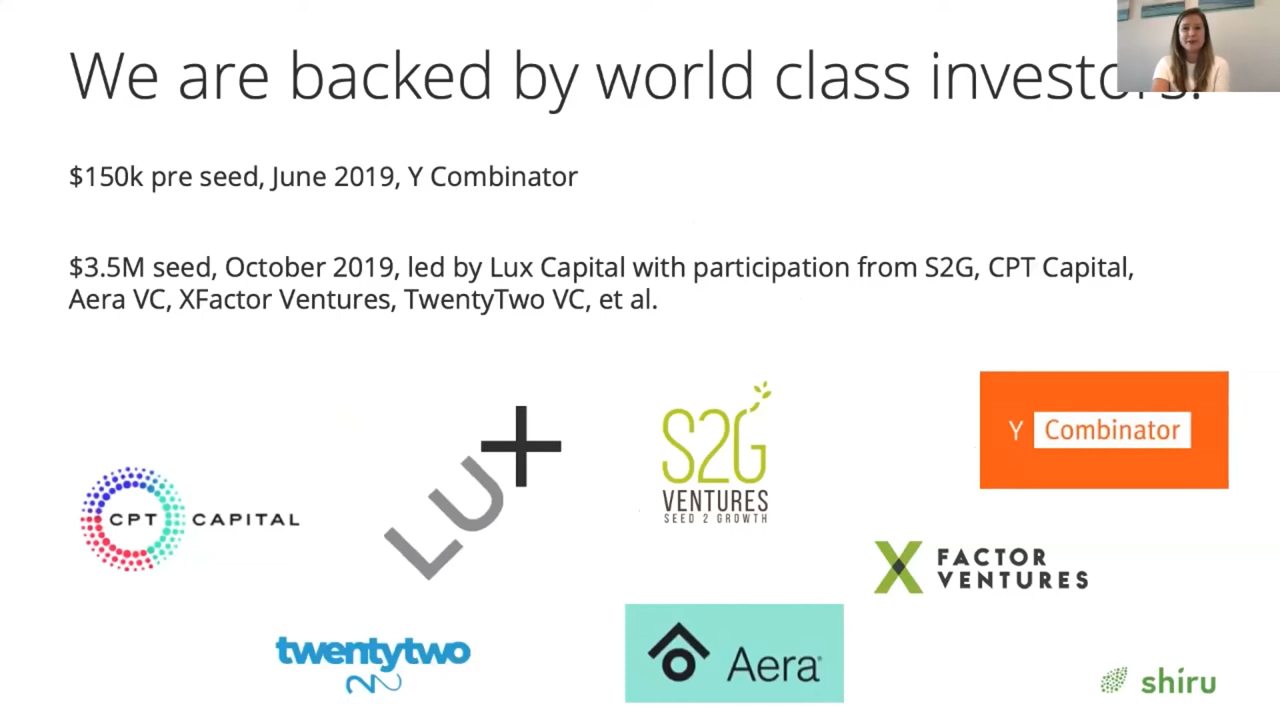 We are backed by world class investors.
$150k pre seed, June 2019, Y Combinator
$3.5M seed, October 2019, led by Lux Capital with participation from S2G, CPT Capital,
Aera VC, XFactor Ventures, TwentyTwo VC, et al.
CPT CAPITAL
LUX
S2G
VENTURES
SEED 2 GROWTH
Y Combinator
X FACTOR
VENTURES
twentytwo
Aera
shiru